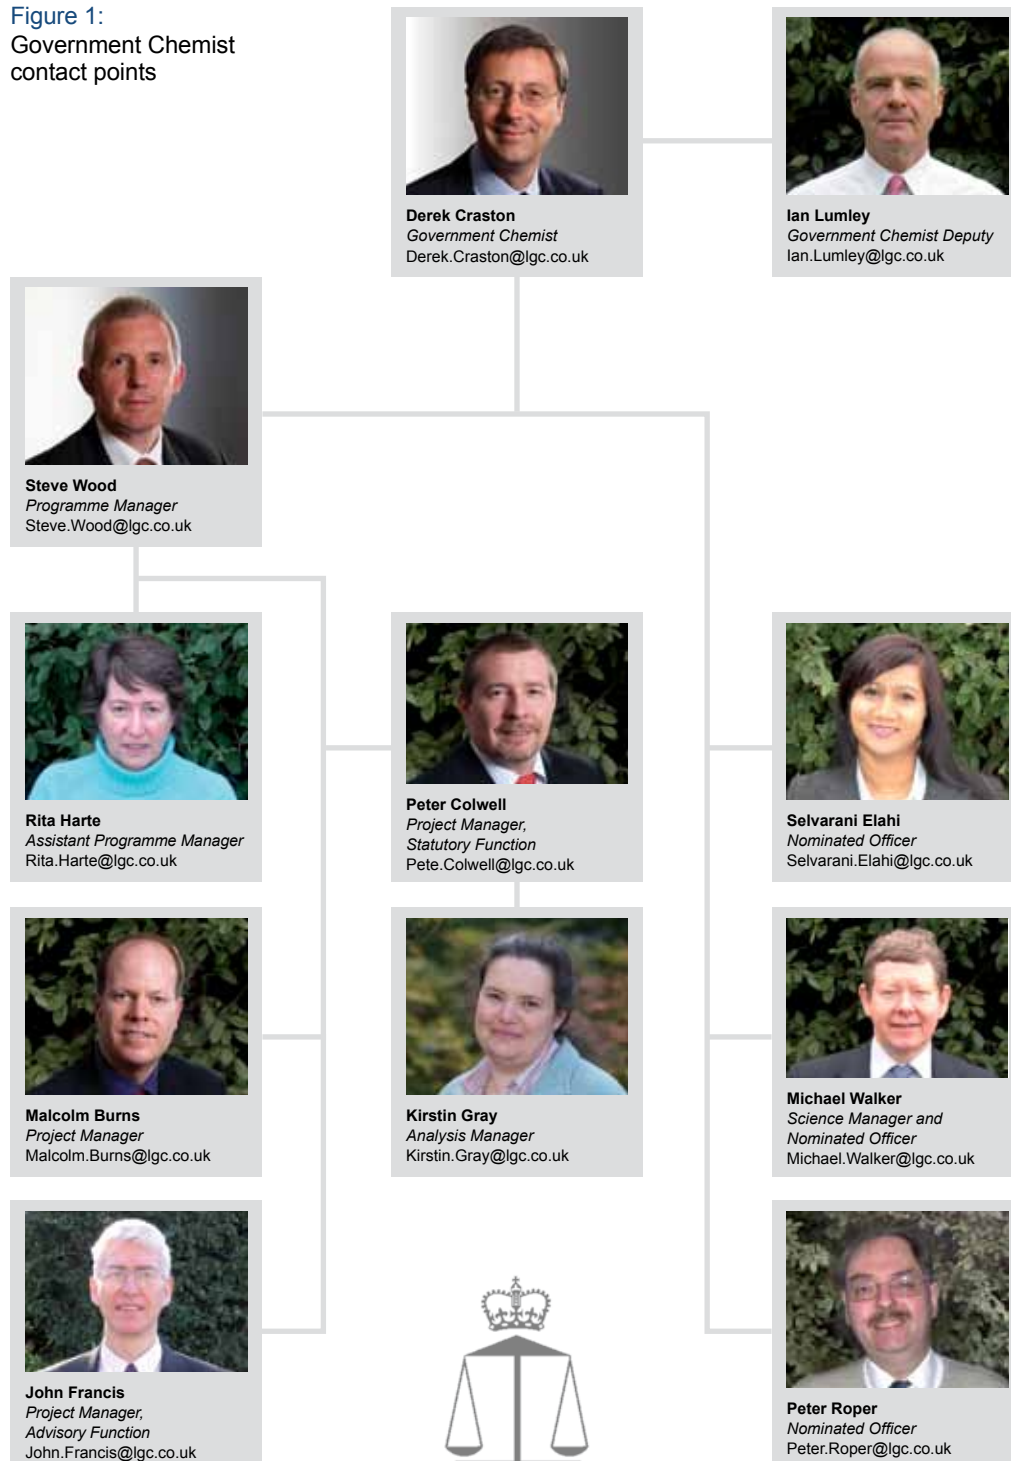 Figure 1:
Government Chemist
contact points
Derek Craston
Government Chemist
Derek.Craston@lgc.co.uk
Ian Lumley
Government Chemist Deputy
Ian.Lumley@lgc.co.uk
Steve Wood
Programme Manager
Steve.Wood@lgc.co.uk
Rita Harte
Assistant Programme Manager
Rita.Harte@lgc.co.uk
Peter Colwell
Project Manager,
Statutory Function
Pete.Colwell@lgc.co.uk
Selvarani Elahi
Nominated Officer
Selvarani.Elahi@lgc.co.uk
Malcolm Burns
Project Manager
Malcolm.Burns@lgc.co.uk
Kirstin Gray
Analysis Manager
Kirstin.Gray@lgc.co.uk
Michael Walker
Science Manager and
Nominated Officer
Michael.Walker@lgc.co.uk
John Francis
Project Manager,
Advisory Function
John.Francis@lgc.co.uk
Peter Roper
Nominated Officer
Peter.Roper@lgc.co.uk